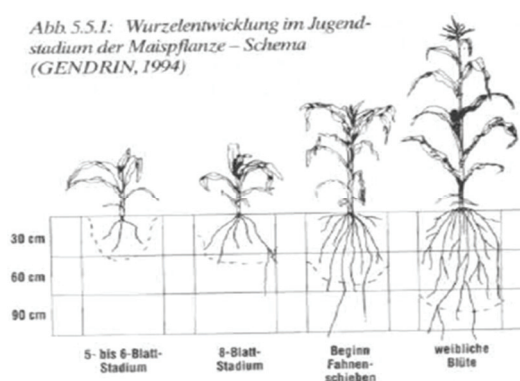 Abb. 5.5.1: Wurzelentwicklung im Jugend-
stadium der Maispflanze – Schema
(GENDRIN, 1994)
30 cm
60 cm
90 cm
5- bis 6-Blatt-
Stadium
8-Blatt-
Stadium
Beginn
Fahnen-
schieben
weibliche
Blüte